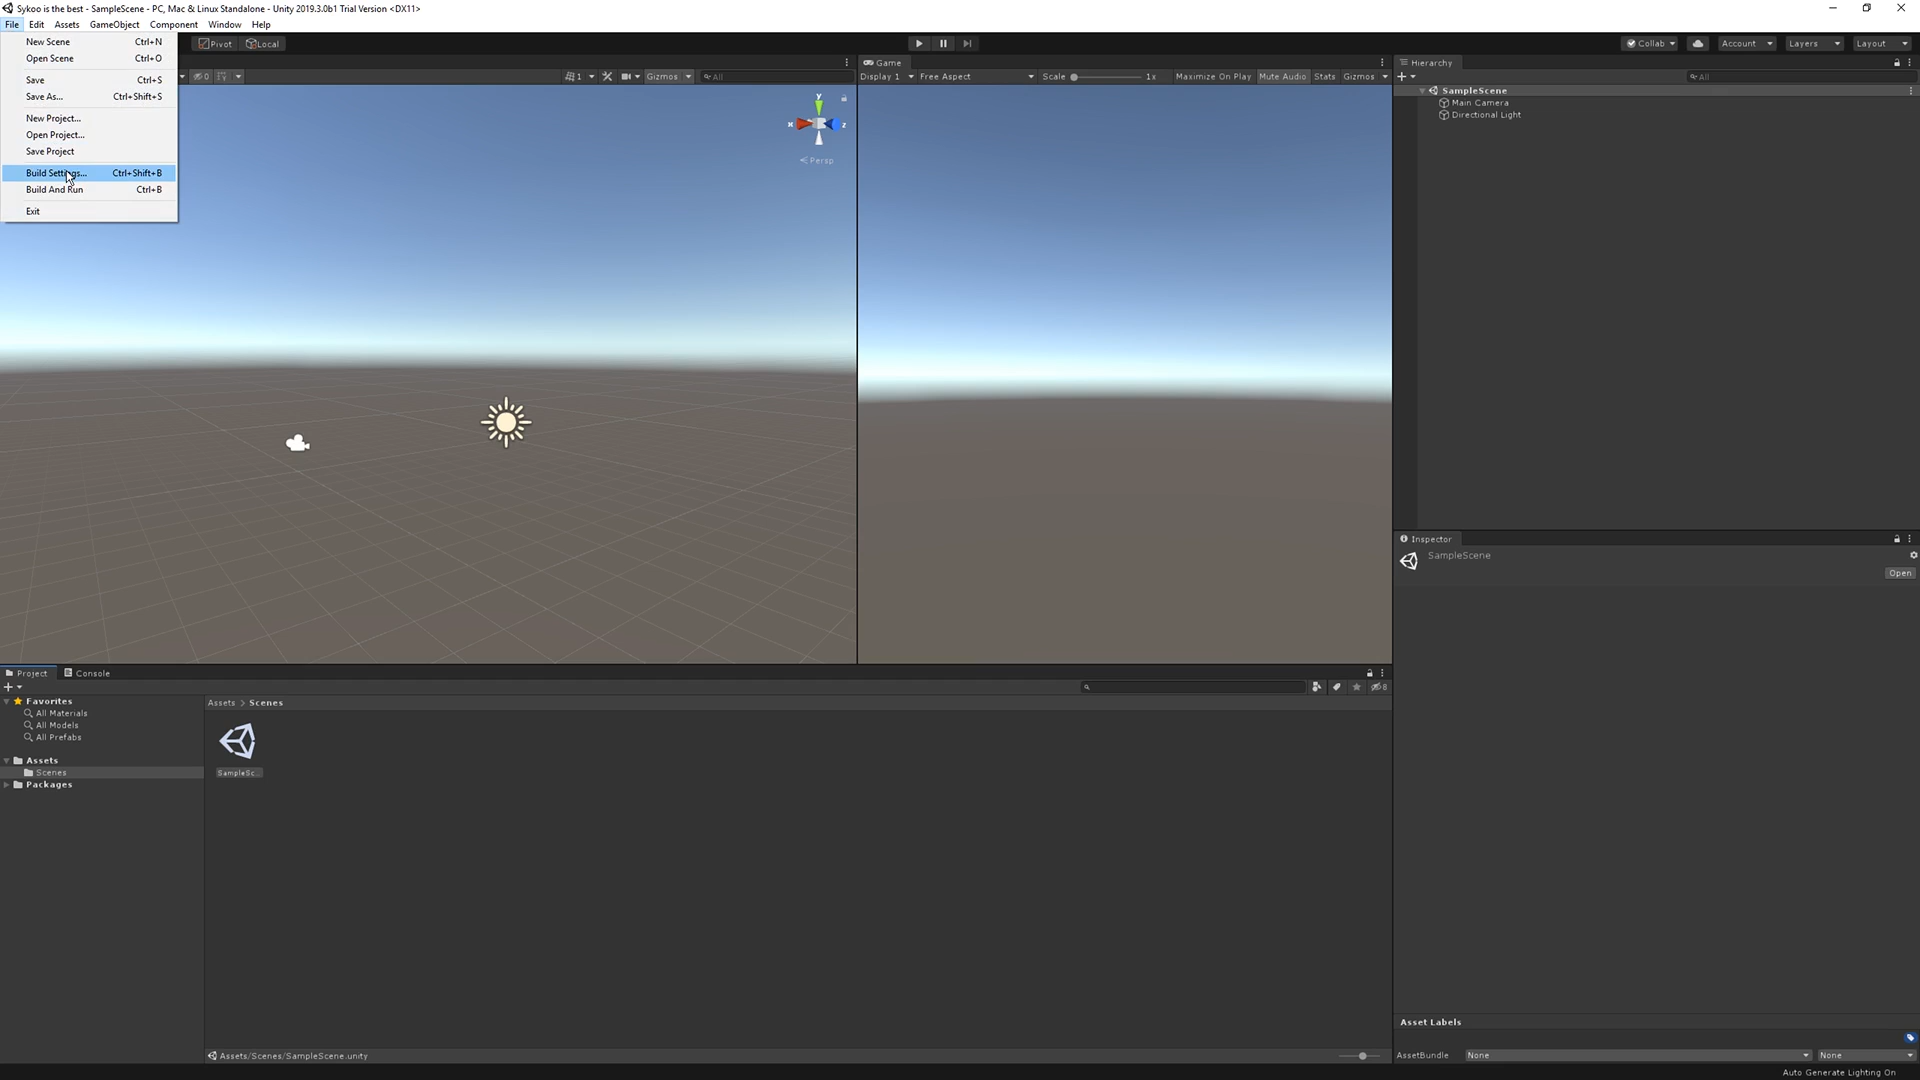 Sykoo is the best - SampleScene - PC, Mac & Linux Standalone - Unity 2019.3.0b1 Trial Version <DX11>
File Edit Assets GameObject Component Window Help
New Scene Ctrl+N
Open Scene Ctrl+O
Save Ctrl+S
Save As... Ctrl+Shift+S
New Project...
Open Project...
Save Project
Build Settings... Ctrl+Shift+B
Build And Run Ctrl+B
Exit
Pivot Local
Collab Account Layers Layout
1 Gizmos All
y
x z
Persp
Game
Display 1 Free Aspect Scale 1x Maximize On Play Mute Audio Stats Gizmos
Hierarchy
All
SampleScene
Main Camera
Directional Light
Inspector
SampleScene
Open
Project Console
8
Favorites
All Materials
All Models
All Prefabs
Assets
Scenes
Packages
Assets > Scenes
SampleSc...
Assets/Scenes/SampleScene.unity
Asset Labels
AssetBundle None None
Auto Generate Lighting On